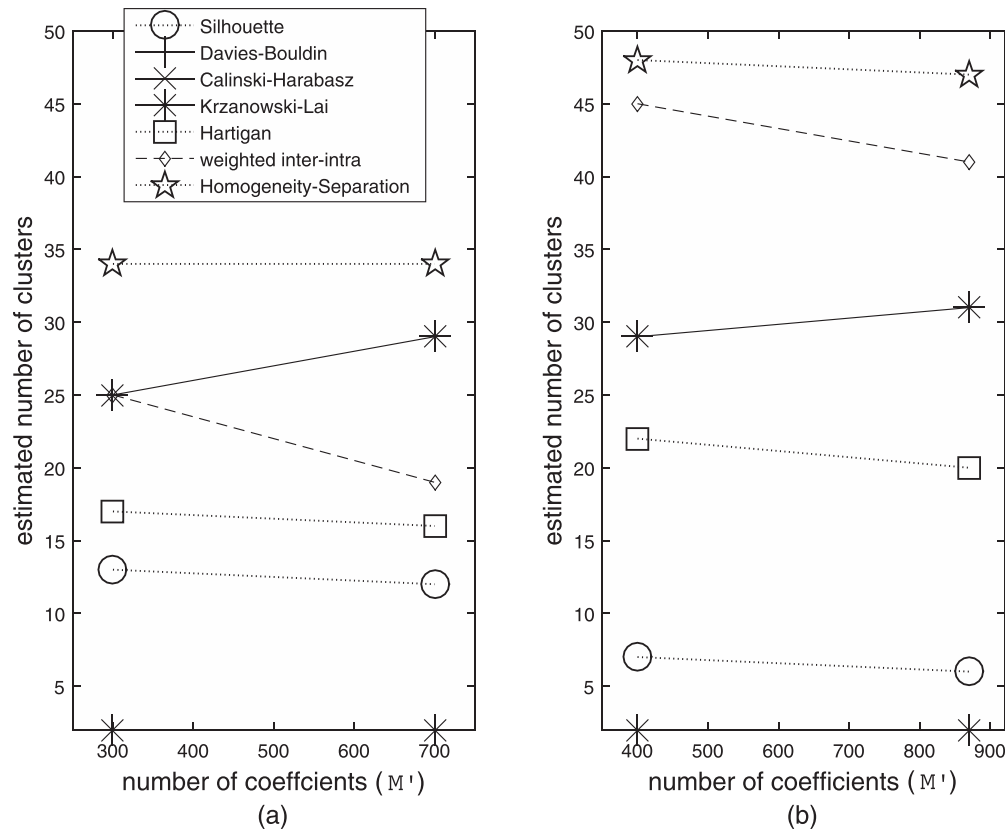 Silhouette
Davies-Bouldin
Calinski-Harabasz
Krzanowski-Lai
Hartigan
weighted inter-intra
Homogeneity-Separation
estimated number of clusters
50
45
40
35
30
25
20
15
10
5
300
400
500
600
700
number of coeffcients (M')
(a)
estimated number of clusters
50
45
40
35
30
25
20
15
10
5
400
500
600
700
800
900
number of coefficients (M')
(b)